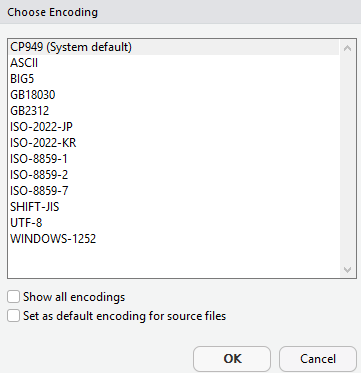 Choose Encoding
CP949 (System default)
ASCII
BIG5
GB18030
GB2312
ISO-2022-JP
ISO-2022-KR
ISO-8859-1
ISO-8859-2
ISO-8859-7
SHIFT-JIS
UTF-8
WINDOWS-1252
Show all encodings
Set as default encoding for source files
OK
Cancel